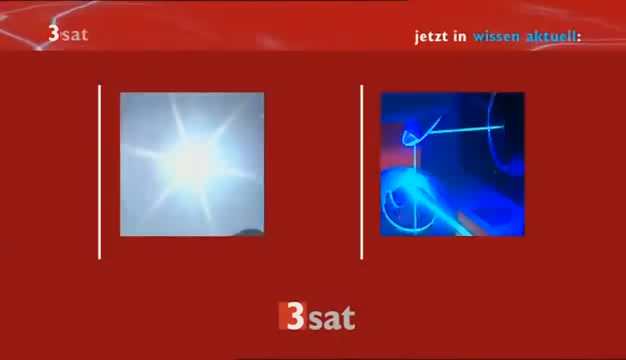 3sat
jetzt in wissen aktuell:
3sat